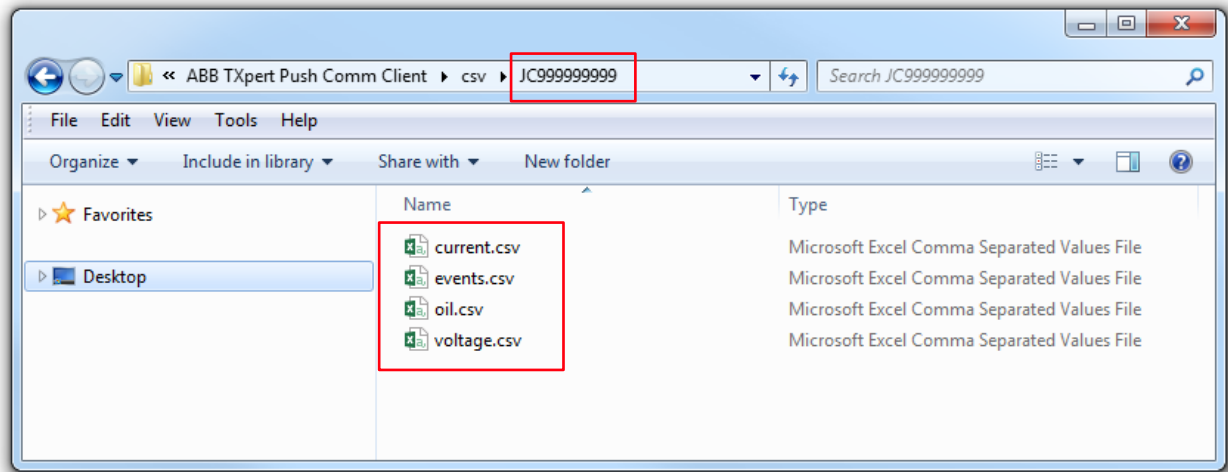 « ABB TXpert Push Comm Client ▸ csv ▸ JC999999999 Search JC999999999
File Edit View Tools Help
Organize ▼ Include in library ▼ Share with ▼ New folder
Name Type
Favorites
Desktop
current.csv Microsoft Excel Comma Separated Values File
events.csv Microsoft Excel Comma Separated Values File
oil.csv Microsoft Excel Comma Separated Values File
voltage.csv Microsoft Excel Comma Separated Values File